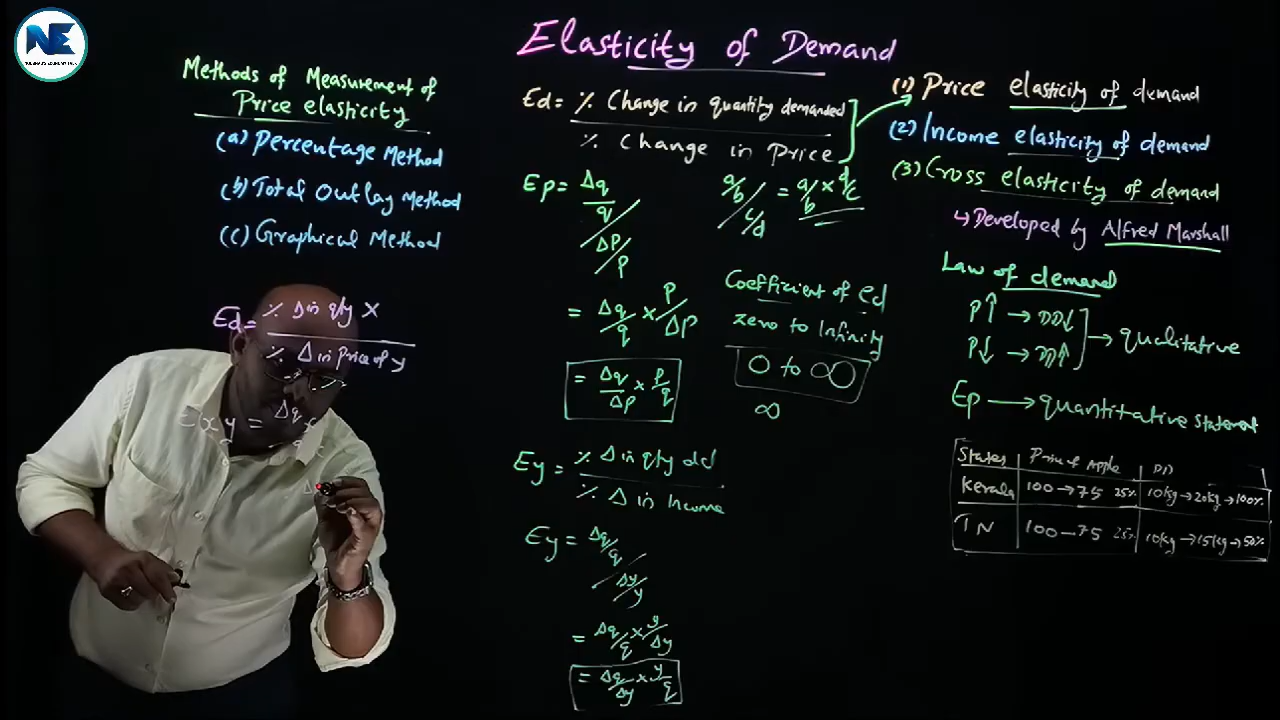 NE
Elasticity of Demand
Methods of Measurement of
Price elasticity
(a) Percentage Method
(b) Total Outlay Method
(c) Graphical Method
Ed = % Δ in qty X
% Δ in Price of y
Exy = Δq
Ed = % Change in quantity demanded
% Change in Price
Ep = Δq/q
ΔP/P
a/b / c/d = a/b × d/c
= Δq/q × P/ΔP
= Δq/ΔP × P/q
Coefficient of ed
zero to Infinity
0 to ∞
∞
Ey = % Δ in qty dd
% Δ in Income
Ey = Δq/q
Δy/y
= Δq/q × y/Δy
= Δq/Δy × y/q
(1) Price elasticity of demand
(2) Income elasticity of demand
(3) Cross elasticity of demand
↳ Developed by Alfred Marshall
Law of demand
P↑ → DD↓
P↓ → DD↑
→ qualitative
Ep → quantitative statement
States Price of Apple DD
Kerala 100→75 25% 10kg→20kg→100%
TN 100—75 25% 10kg→15kg→50%